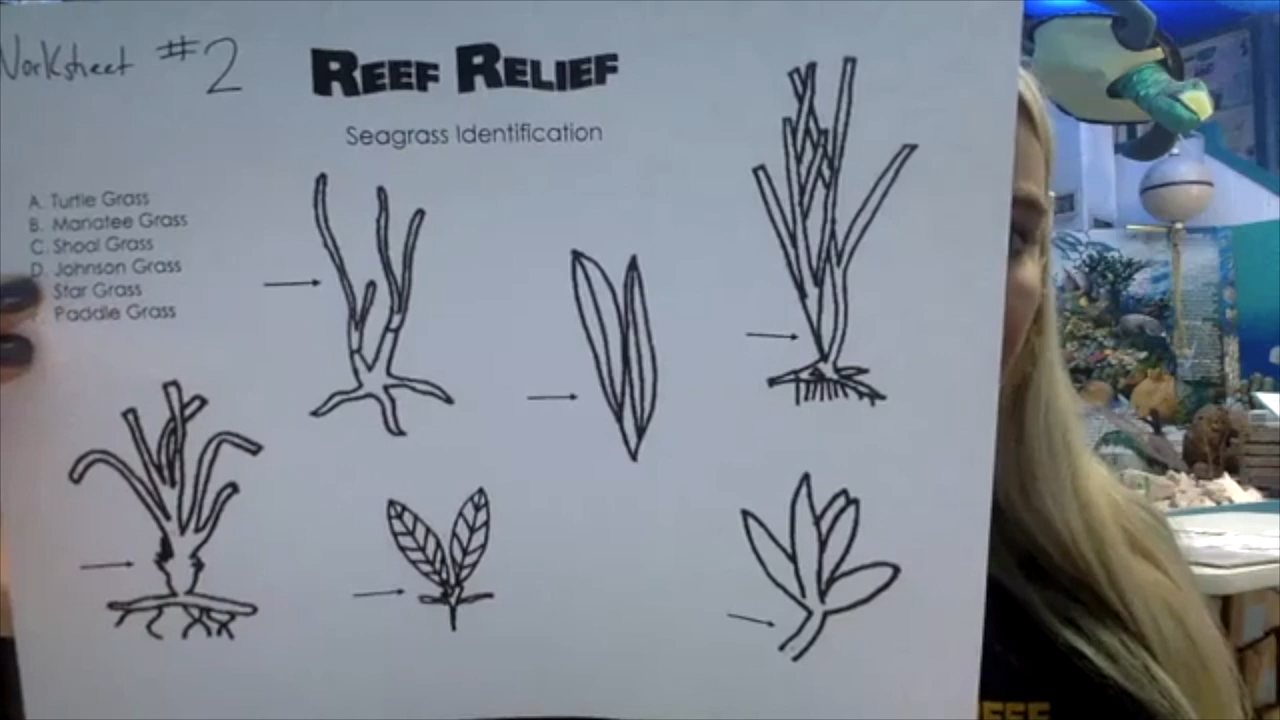 Worksheet #2
REEF RELIEF
Seagrass Identification
A. Turtle Grass
B. Manatee Grass
C. Shoal Grass
D. Johnson Grass
Star Grass
Paddle Grass